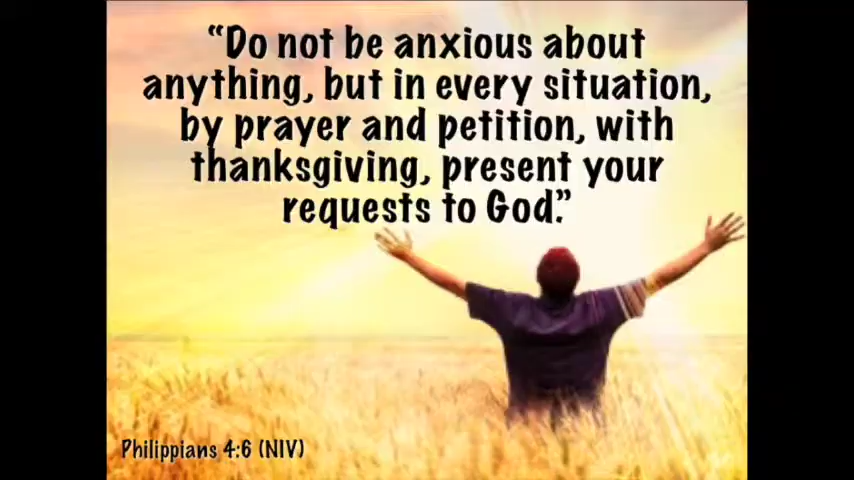 “Do not be anxious about
anything, but in every situation,
by prayer and petition, with
thanksgiving, present your
requests to God.”
Philippians 4:6 (NIV)